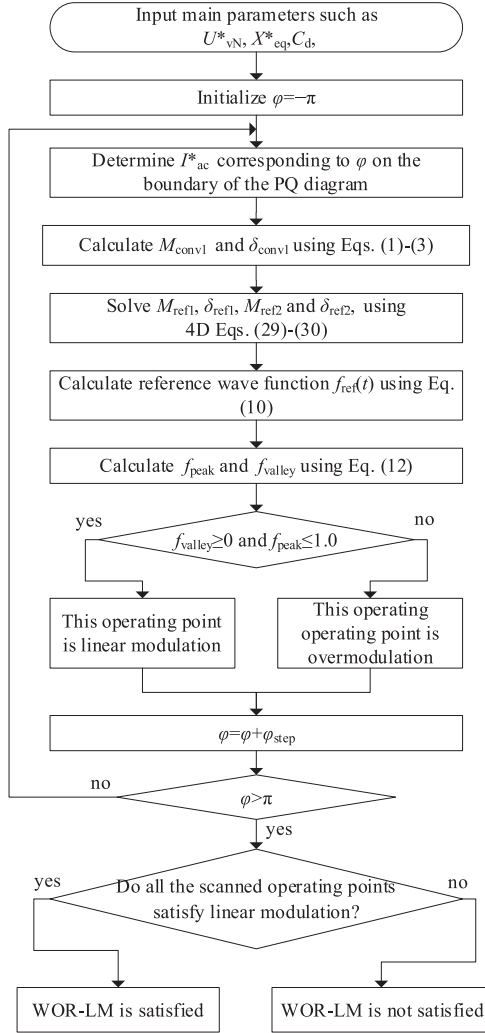 Input main parameters such as
U*vN, X*eq,Cd,
Initialize φ=−π
Determine I*ac corresponding to φ on the
boundary of the PQ diagram
Calculate Mconv1 and δconv1 using Eqs. (1)-(3)
Solve Mref1, δref1, Mref2 and δref2, using
4D Eqs. (29)-(30)
Calculate reference wave function fref(t) using Eq.
(10)
Calculate fpeak and fvalley using Eq. (12)
yes
no
fvalley≥0 and fpeak≤1.0
This operating point
is linear modulation
This operating
operating point is
overmodulation
φ=φ+φstep
no
φ>π
yes
yes
no
Do all the scanned operating points
satisfy linear modulation?
WOR-LM is satisfied
WOR-LM is not satisfied